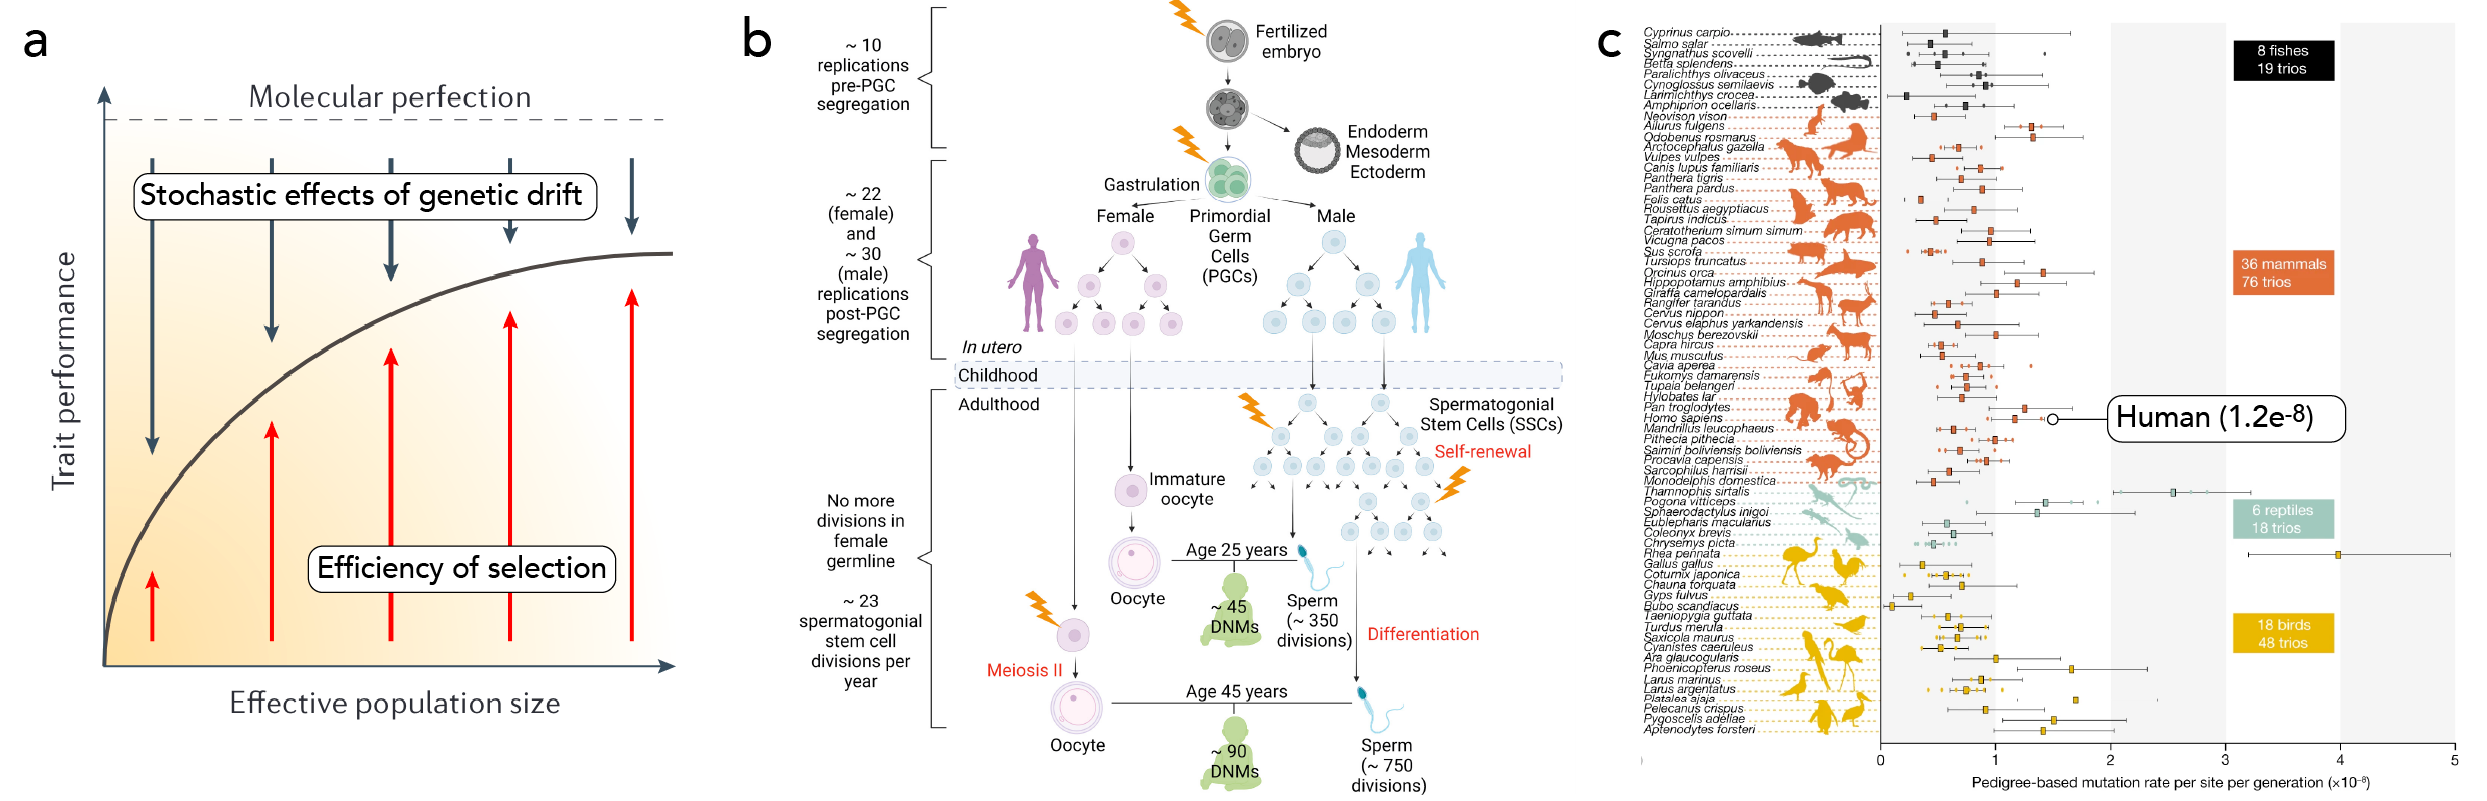 a
Molecular perfection
Stochastic effects of genetic drift
Efficiency of selection
Trait performance
Effective population size
b
~ 10
replications
pre-PGC
segregation
~ 22
(female)
and
~ 30
(male)
replications
post-PGC
segregation
No more
divisions in
female
germline
~ 23
spermatogonial
stem cell
divisions per
year
Fertilized
embryo
Endoderm
Mesoderm
Ectoderm
Gastrulation
Female
Primordial
Germ
Cells
(PGCs)
Male
In utero
Childhood
Adulthood
Spermatogonial
Stem Cells (SSCs)
Self-renewal
Immature
oocyte
Age 25 years
Oocyte
~ 45
DNMs
Sperm
(~ 350
divisions)
Differentiation
Meiosis II
Age 45 years
Oocyte
~ 90
DNMs
Sperm
(~ 750
divisions)
c
Cyprinus carpio
Salmo salar
Syngnathus scovelli
Betta splendens
Paralichthys olivaceus
Cynoglossus semilaevis
Larimichthys crocea
Amphiprion ocellaris
Neovison vison
Ailurus fulgens
Odobenus rosmarus
Arctocephalus gazella
Vulpes vulpes
Canis lupus familiaris
Panthera tigris
Panthera pardus
Felis catus
Rousettus aegyptiacus
Tapirus indicus
Ceratotherium simum simum
Vicugna pacos
Sus scrofa
Tursiops truncatus
Orcinus orca
Hippopotamus amphibius
Giraffa camelopardalis
Rangifer tarandus
Cervus nippon
Cervus elaphus yarkandensis
Moschus berezovskii
Capra hircus
Mus musculus
Cavia aperea
Fukomys damarensis
Tupaia belangeri
Hylobates lar
Pan troglodytes
Homo sapiens
Mandrillus leucophaeus
Pithecia pithecia
Saimiri boliviensis boliviensis
Procavia capensis
Sarcophilus harrisii
Monodelphis domestica
Thamnophis sirtalis
Pogona vitticeps
Sphaerodactylus inigoi
Eublepharis macularius
Coleonyx brevis
Chrysemys picta
Rhea pennata
Gallus gallus
Coturnix japonica
Chauna torquata
Gyps fulvus
Bubo scandiacus
Taeniopygia guttata
Turdus merula
Saxicola maurus
Cyanistes caeruleus
Ara glaucogularis
Phoenicopterus roseus
Larus marinus
Larus argentatus
Platalea ajaja
Pelecanus crispus
Pygoscelis adeliae
Aptenodytes forsteri
8 fishes
19 trios
36 mammals
76 trios
Human (1.2e-8)
6 reptiles
18 trios
18 birds
48 trios
0 1 2 3 4 5
Pedigree-based mutation rate per site per generation (×10⁻⁸)